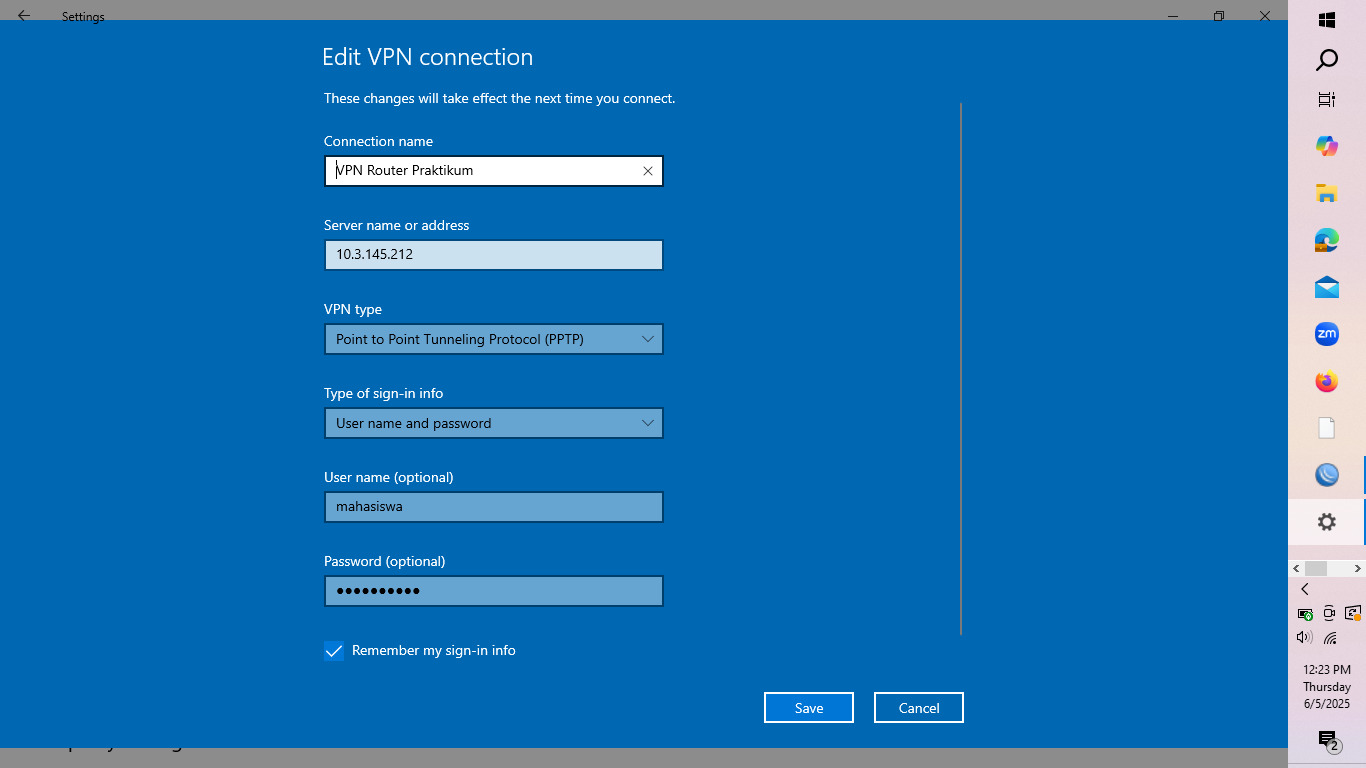 Settings
Edit VPN connection
These changes will take effect the next time you connect.
Connection name
VPN Router Praktikum
Server name or address
10.3.145.212
VPN type
Point to Point Tunneling Protocol (PPTP)
Type of sign-in info
User name and password
User name (optional)
mahasiswa
Password (optional)
●●●●●●●●●●
Remember my sign-in info
Save
Cancel
zm
12:23 PM
Thursday
6/5/2025
2